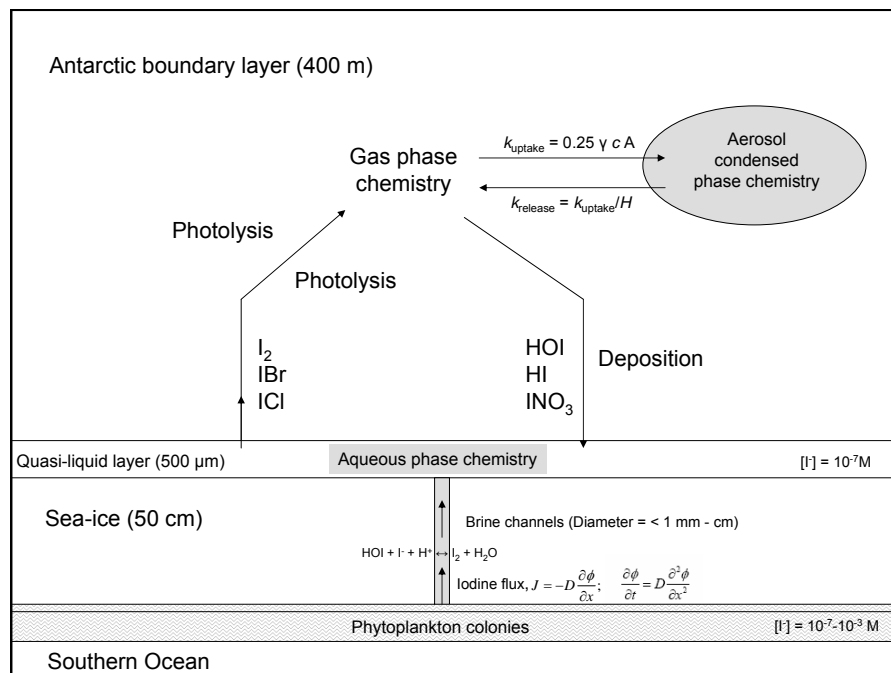 Antarctic boundary layer (400 m)
k_uptake = 0.25 γ c A
Aerosol
condensed
phase chemistry
Gas phase
chemistry
k_release = k_uptake/H
Photolysis
Photolysis
I₂
IBr
ICl
HOI
HI
INO₃
Deposition
Quasi-liquid layer (500 μm)
Aqueous phase chemistry
[I⁻] = 10⁻⁷M
Sea-ice (50 cm)
Brine channels (Diameter = < 1 mm - cm)
HOI + I⁻ + H⁺ ↔ I₂ + H₂O
Iodine flux, J = −D ∂φ/∂x; ∂φ/∂t = D ∂²φ/∂x²
Phytoplankton colonies
[I⁻] = 10⁻⁷-10⁻³ M
Southern Ocean